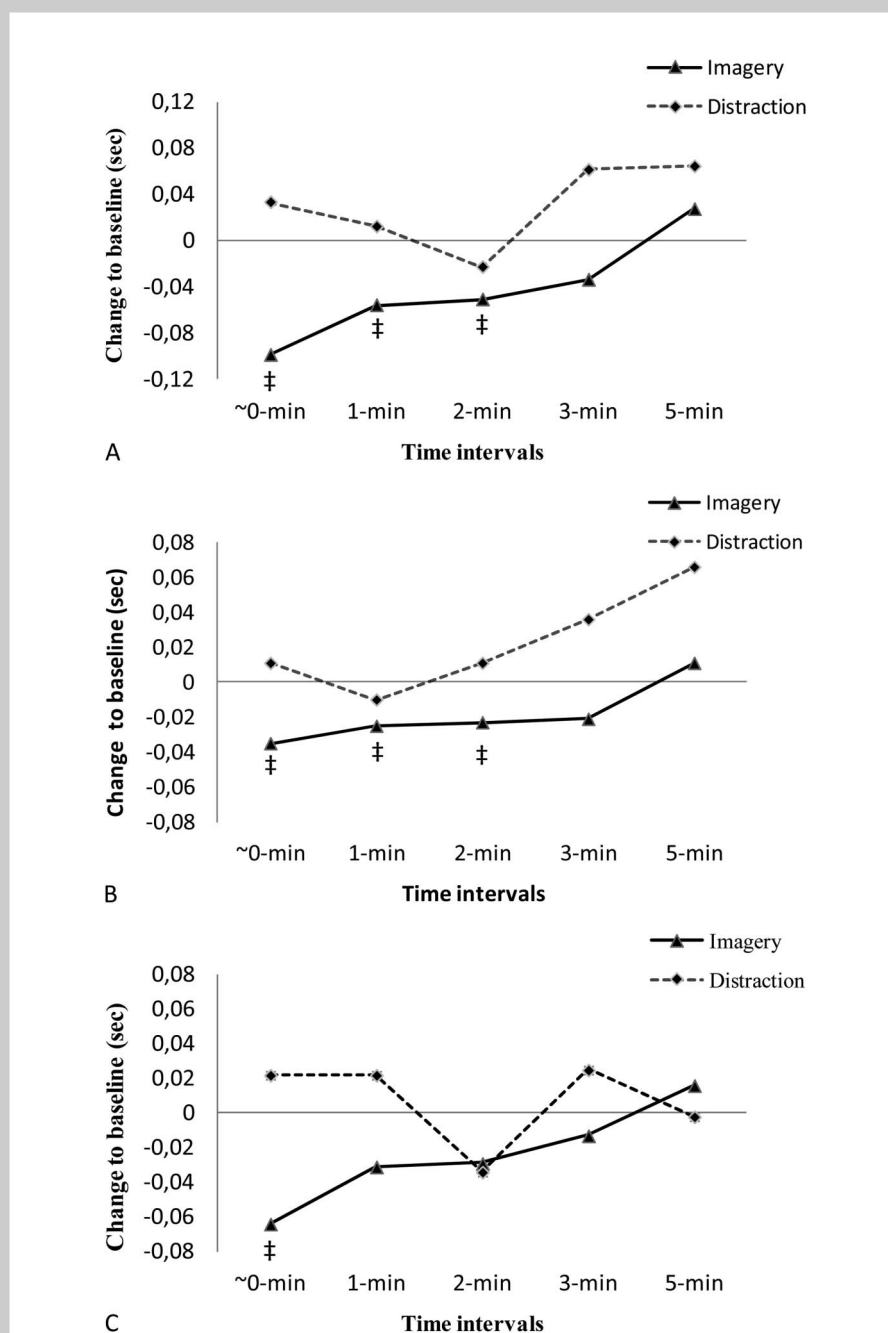 Imagery
Distraction
0,12
0,08
0,04
0
-0,04
-0,08
-0,12
Change to baseline (sec)
‡
‡
‡
~0-min 1-min 2-min 3-min 5-min
A
Time intervals
Imagery
Distraction
0,08
0,06
0,04
0,02
0
-0,02
-0,04
-0,06
-0,08
Change to baseline (sec)
‡
‡
‡
~0-min 1-min 2-min 3-min 5-min
B
Time intervals
Imagery
Distraction
0,08
0,06
0,04
0,02
0
-0,02
-0,04
-0,06
-0,08
Change to baseline (sec)
‡
~0-min 1-min 2-min 3-min 5-min
C
Time intervals